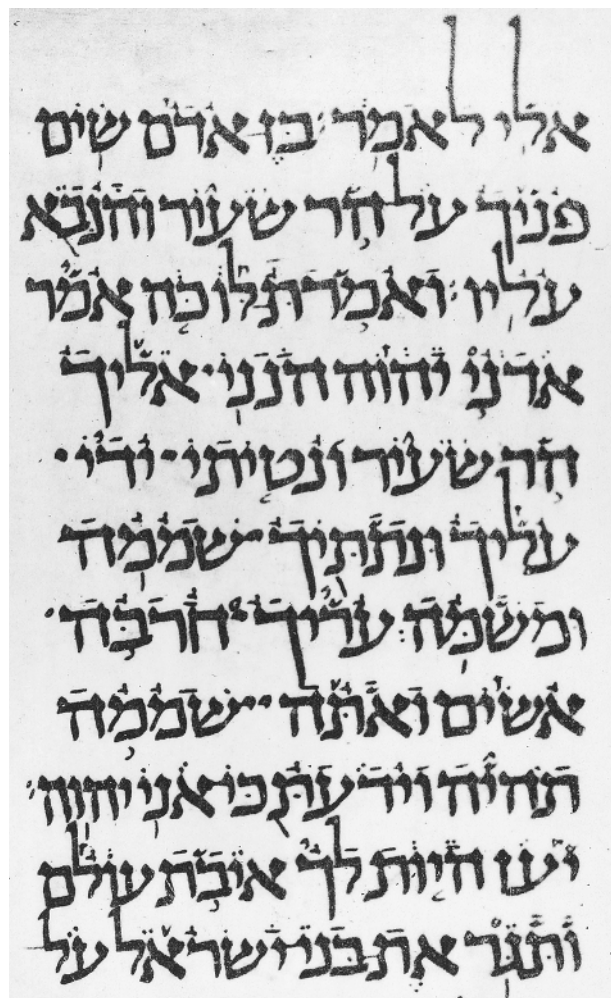 אלי לאמר בן אדם שים
פניך על הר שעיר והנבא
עליו ואמרת לו כה אמר
אדני יהוה הנני אליך
הר שעיר ונטיתי ידי
עליך ונתתיך שממה
ומשמה עריך חרבה
אשים ואתה שממה
תהיה וידעת כי אני יהוה
יען היות לך איבת עולם
ותגר את בני ישראל על